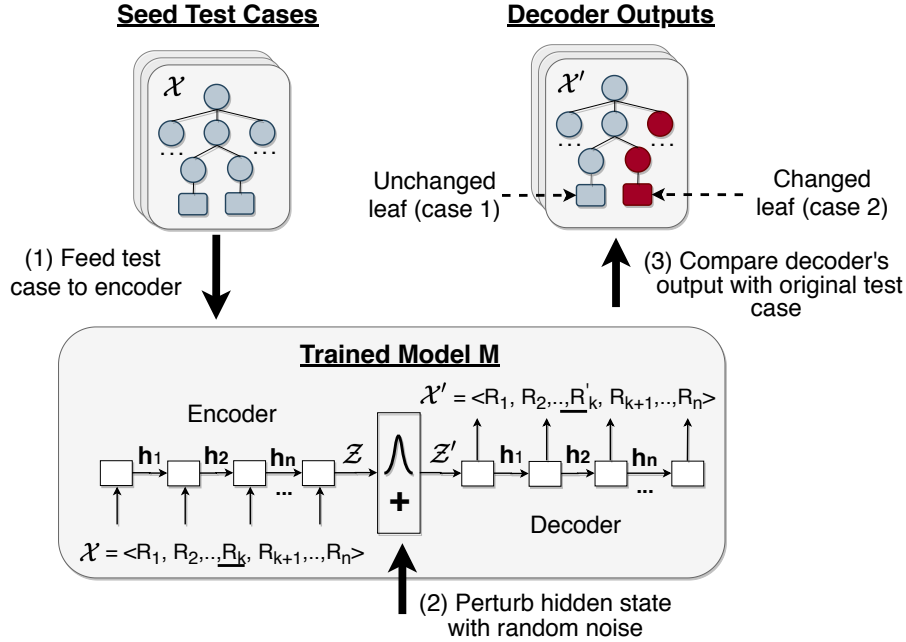 Seed Test Cases
Decoder Outputs
𝒳
...
...
𝒳′
...
...
Unchanged
leaf (case 1)
Changed
leaf (case 2)
(1) Feed test
case to encoder
(3) Compare decoder's
output with original test
case
Trained Model M
𝒳′ = <R₁, R₂,..,R'ₖ, Rₖ₊₁,..,Rₙ>
Encoder
h₁ h₂ hₙ 𝒵 𝒵′ h₁ h₂ hₙ
... + ...
Decoder
𝒳 = <R₁, R₂,..,Rₖ, Rₖ₊₁,..,Rₙ>
(2) Perturb hidden state
with random noise